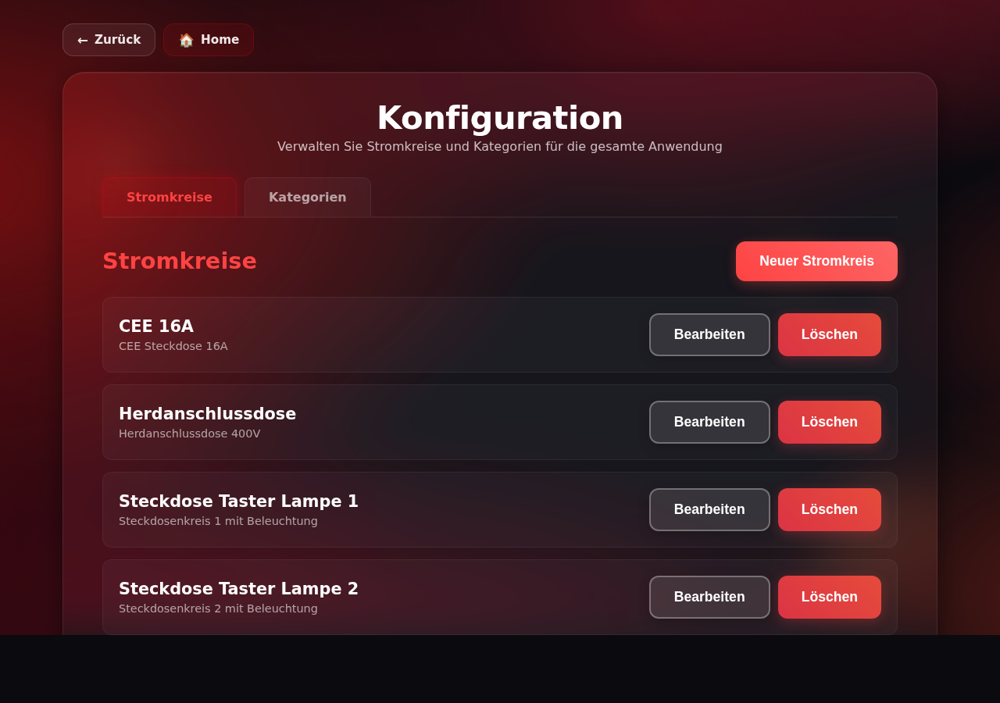 ← Zurück
🏠 Home
Konfiguration
Verwalten Sie Stromkreise und Kategorien für die gesamte Anwendung
Stromkreise
Kategorien
Stromkreise
Neuer Stromkreis
CEE 16A
CEE Steckdose 16A
Bearbeiten
Löschen
Herdanschlussdose
Herdanschlussdose 400V
Bearbeiten
Löschen
Steckdose Taster Lampe 1
Steckdosenkreis 1 mit Beleuchtung
Bearbeiten
Löschen
Steckdose Taster Lampe 2
Steckdosenkreis 2 mit Beleuchtung
Bearbeiten
Löschen